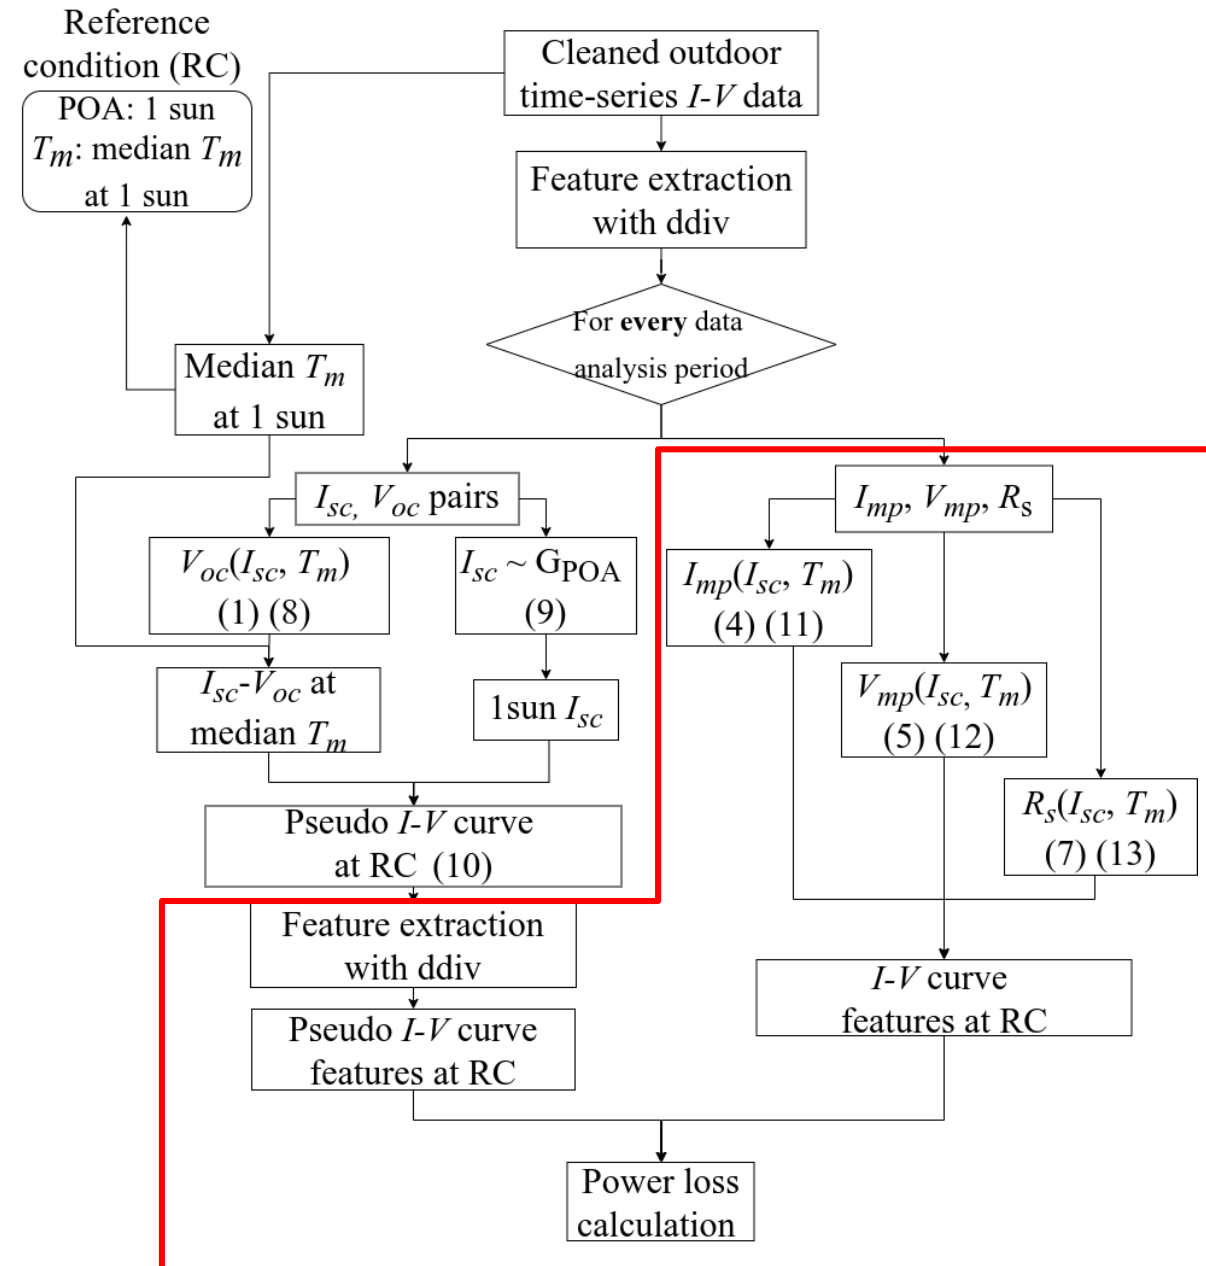 Reference
condition (RC)
POA: 1 sun
Tm: median Tm
at 1 sun
Cleaned outdoor
time-series I-V data
Feature extraction
with ddiv
For every data
analysis period
Median Tm
at 1 sun
Isc, Voc pairs
Imp, Vmp, Rs
Voc(Isc, Tm)
(1) (8)
Isc ~ GPOA
(9)
Imp(Isc, Tm)
(4) (11)
Isc-Voc at
median Tm
1sun Isc
Vmp(Isc, Tm)
(5) (12)
Rs(Isc, Tm)
(7) (13)
Pseudo I-V curve
at RC (10)
Feature extraction
with ddiv
Pseudo I-V curve
features at RC
I-V curve
features at RC
Power loss
calculation